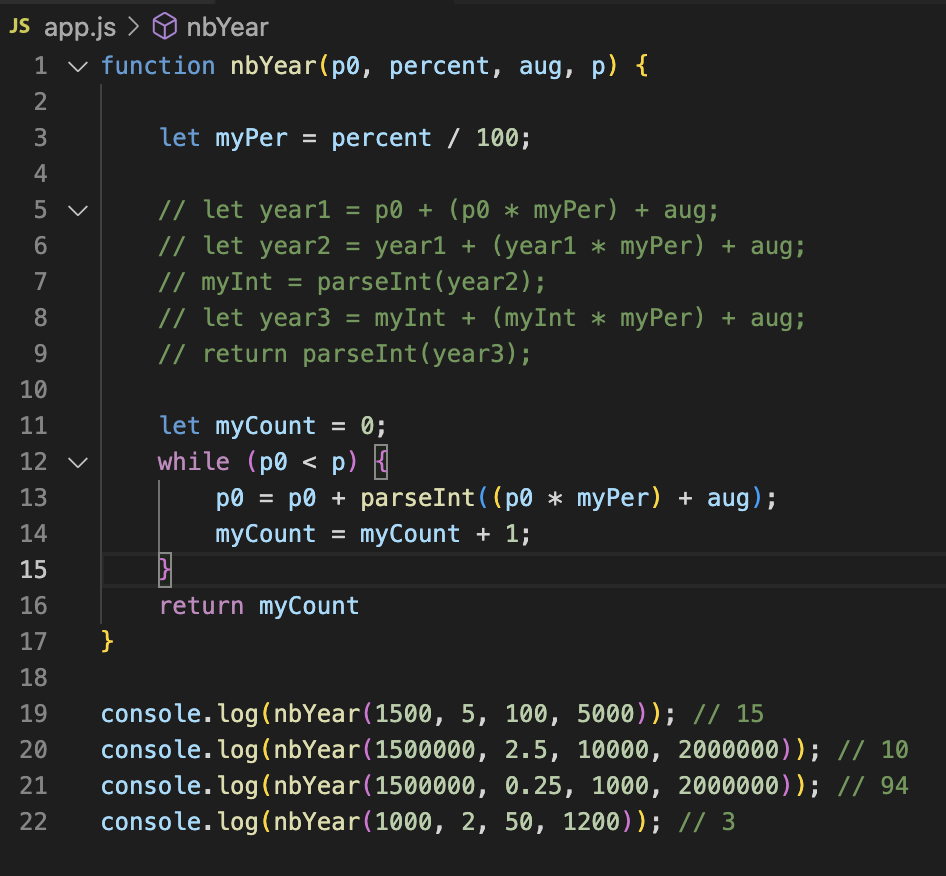 JS app.js > nbYear
1 function nbYear(p0, percent, aug, p) {
2
3 let myPer = percent / 100;
4
5 // let year1 = p0 + (p0 * myPer) + aug;
6 // let year2 = year1 + (year1 * myPer) + aug;
7 // myInt = parseInt(year2);
8 // let year3 = myInt + (myInt * myPer) + aug;
9 // return parseInt(year3);
10
11 let myCount = 0;
12 while (p0 < p) {
13 p0 = p0 + parseInt((p0 * myPer) + aug);
14 myCount = myCount + 1;
15 }
16 return myCount
17 }
18
19 console.log(nbYear(1500, 5, 100, 5000)); // 15
20 console.log(nbYear(1500000, 2.5, 10000, 2000000)); // 10
21 console.log(nbYear(1500000, 0.25, 1000, 2000000)); // 94
22 console.log(nbYear(1000, 2, 50, 1200)); // 3